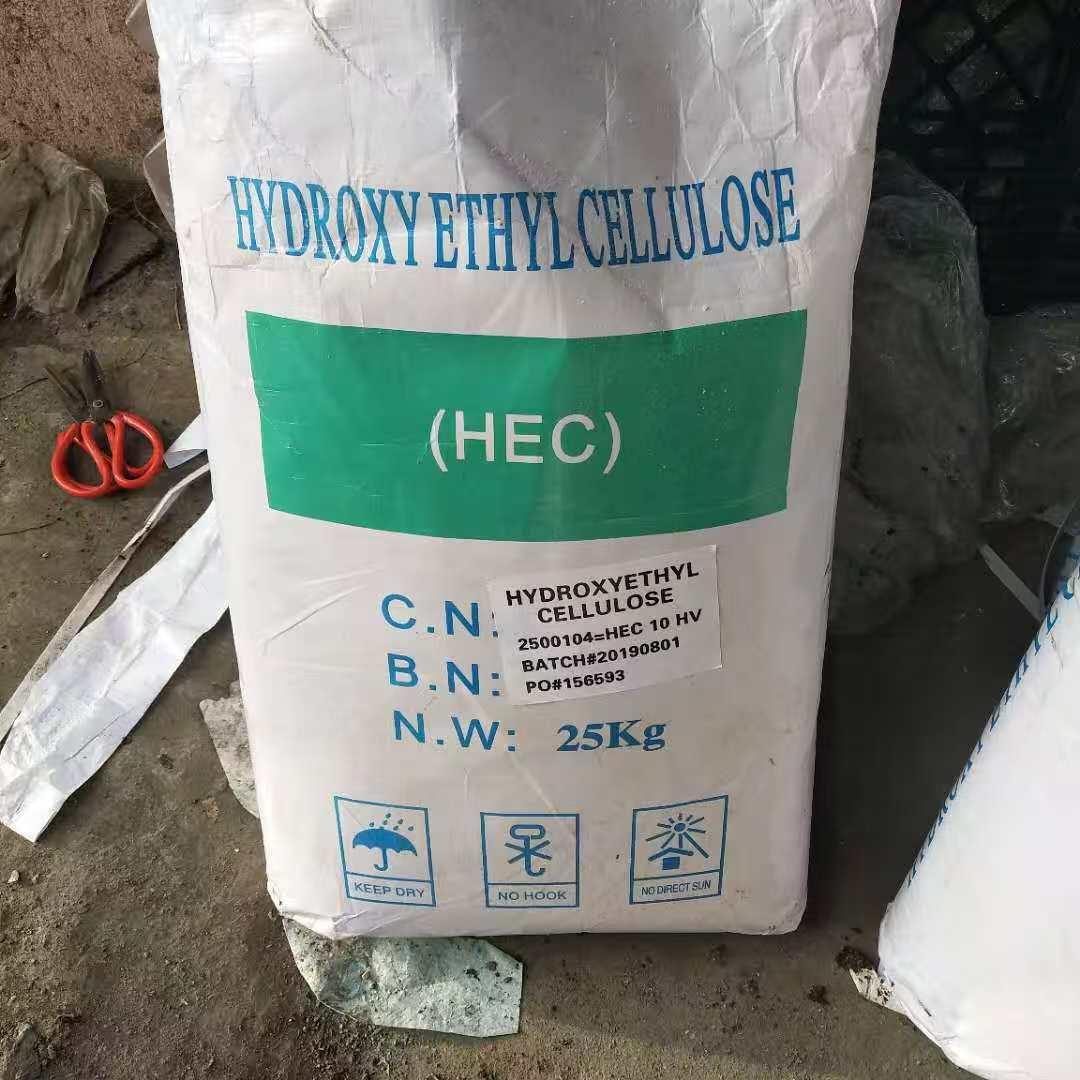 HYDROXY ETHYL CELLULOSE
(HEC)
C.N:
B.N:
N.W: 25Kg
HYDROXYETHYL
CELLULOSE
2500104=HEC 10 HV
BATCH#20190801
PO#156593
KEEP DRY
NO HOOK
NO DIRECT SUN